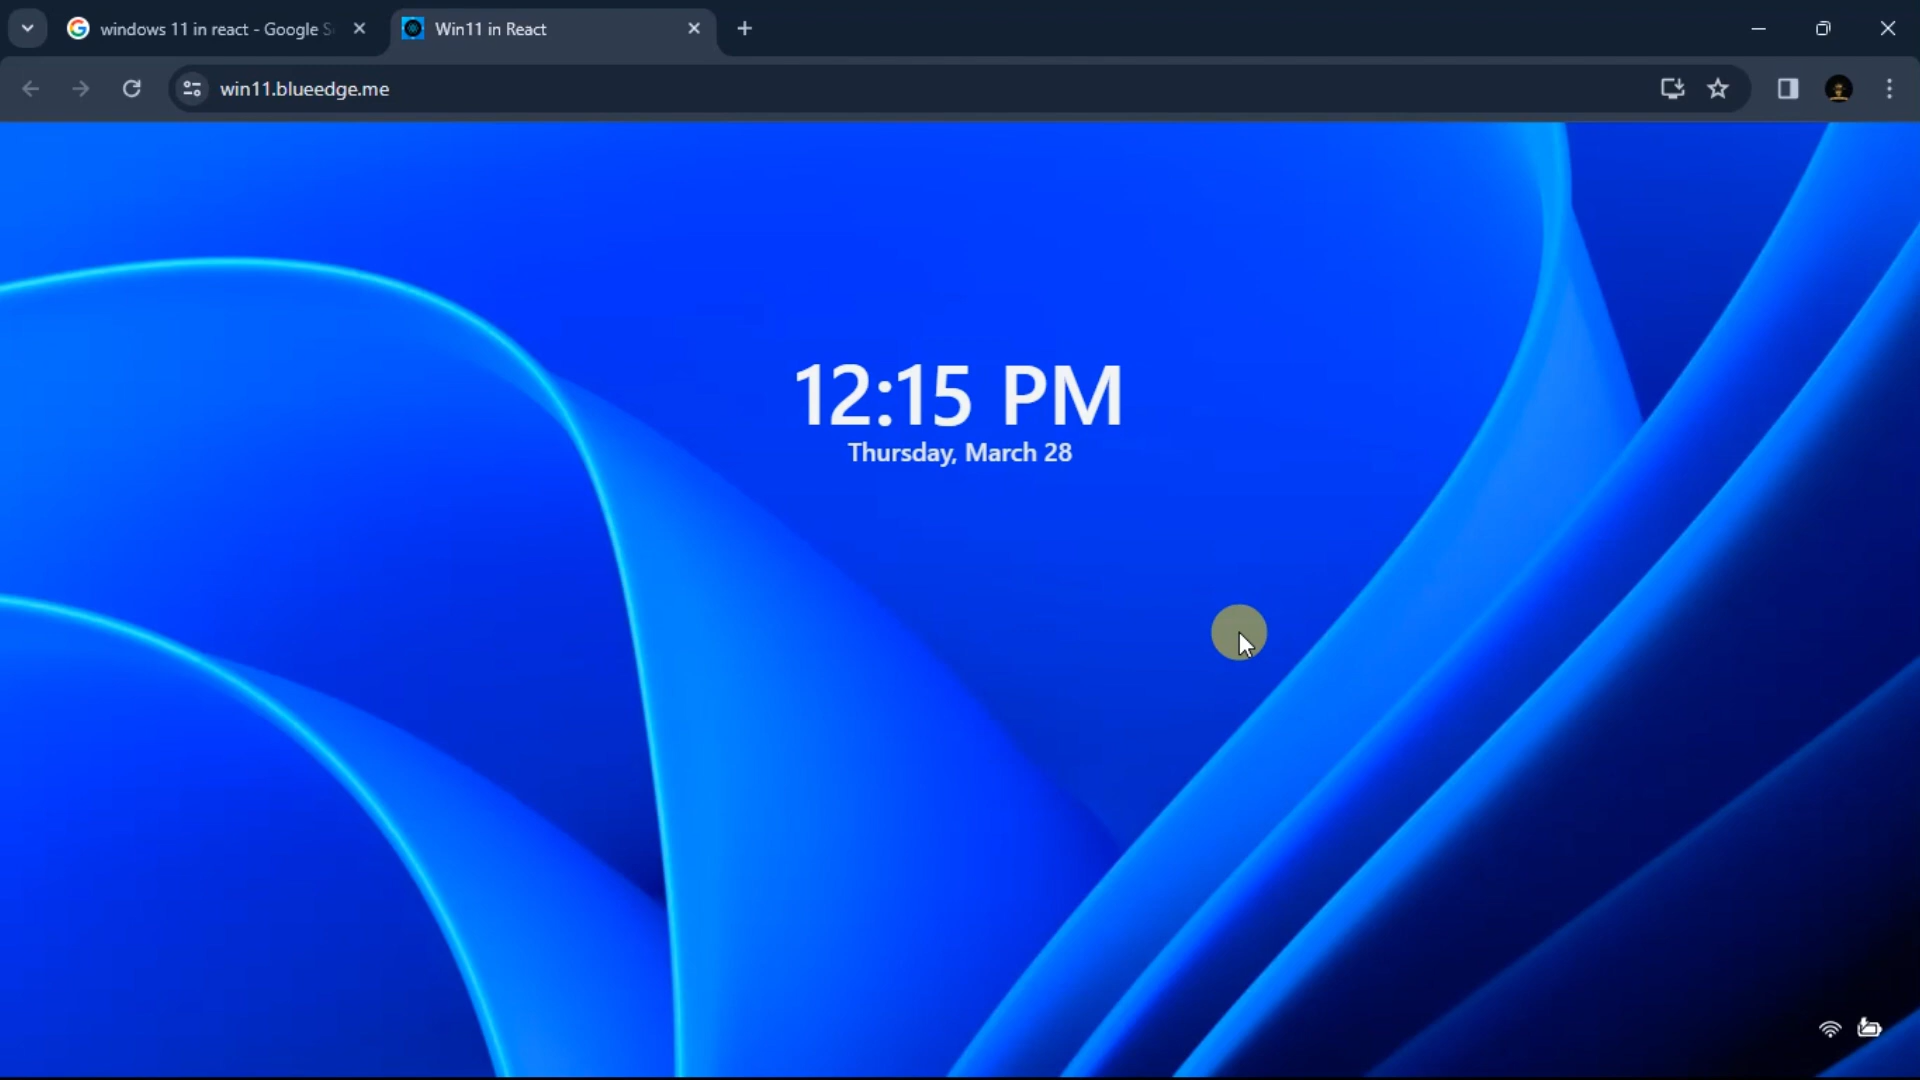 windows 11 in react - Google S
Win11 in React
win11.blueedge.me
12:15 PM
Thursday, March 28